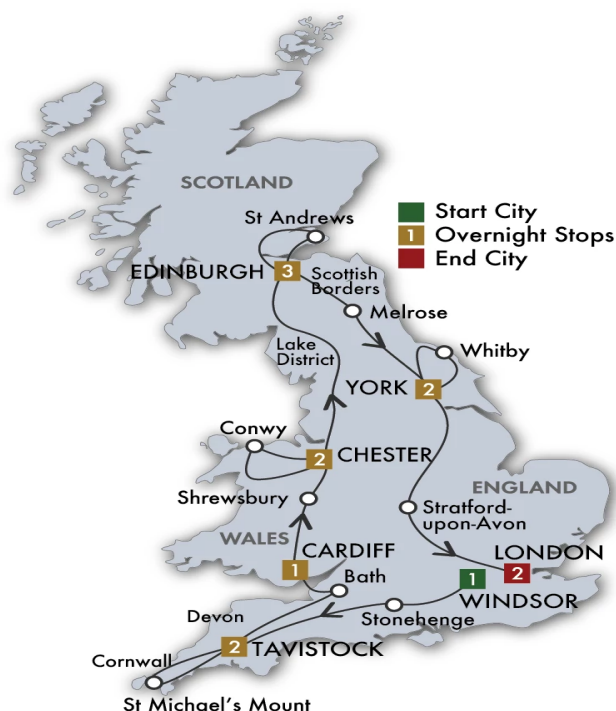 SCOTLAND
Start City
1 Overnight Stops
End City
St Andrews
EDINBURGH 3
Scottish
Borders
Melrose
Lake
District
Whitby
YORK 2
Conwy
2 CHESTER
Shrewsbury
ENGLAND
Stratford-
upon-Avon
WALES
CARDIFF
1
LONDON
2
1
WINDSOR
Bath
Stonehenge
Devon
2 TAVISTOCK
Cornwall
St Michael's Mount